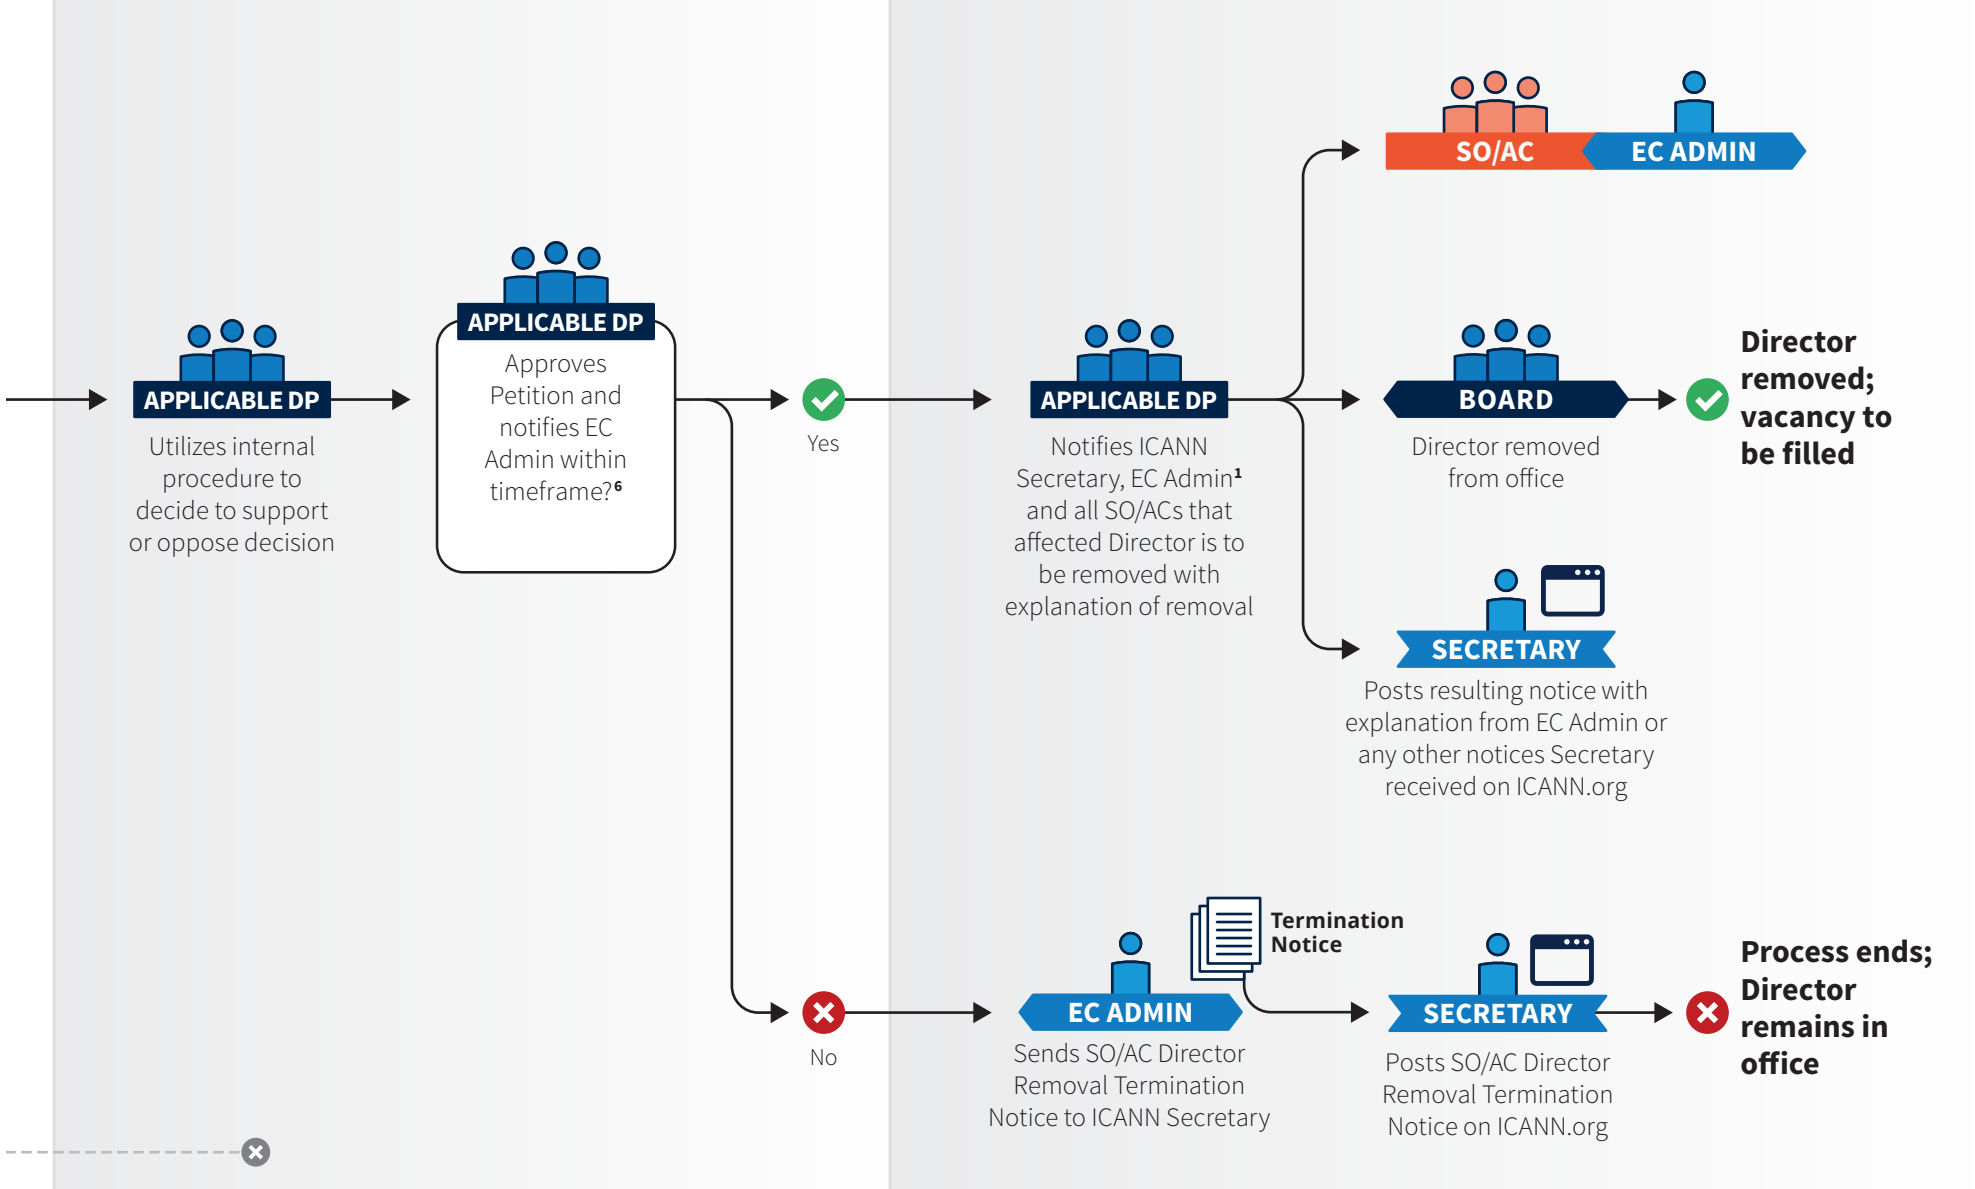 APPLICABLE DP
Utilizes internal
procedure to
decide to support
or oppose decision
APPLICABLE DP
Approves
Petition and
notifies EC
Admin within
timeframe?6
Yes
APPLICABLE DP
Notifies ICANN
Secretary, EC Admin1
and all SO/ACs that
affected Director is to
be removed with
explanation of removal
SO/AC
EC ADMIN
BOARD
Director removed
from office
Director
removed;
vacancy to
be filled
SECRETARY
Posts resulting notice with
explanation from EC Admin or
any other notices Secretary
received on ICANN.org
No
EC ADMIN
Sends SO/AC Director
Removal Termination
Notice to ICANN Secretary
Termination
Notice
SECRETARY
Posts SO/AC Director
Removal Termination
Notice on ICANN.org
Process ends;
Director
remains in
office